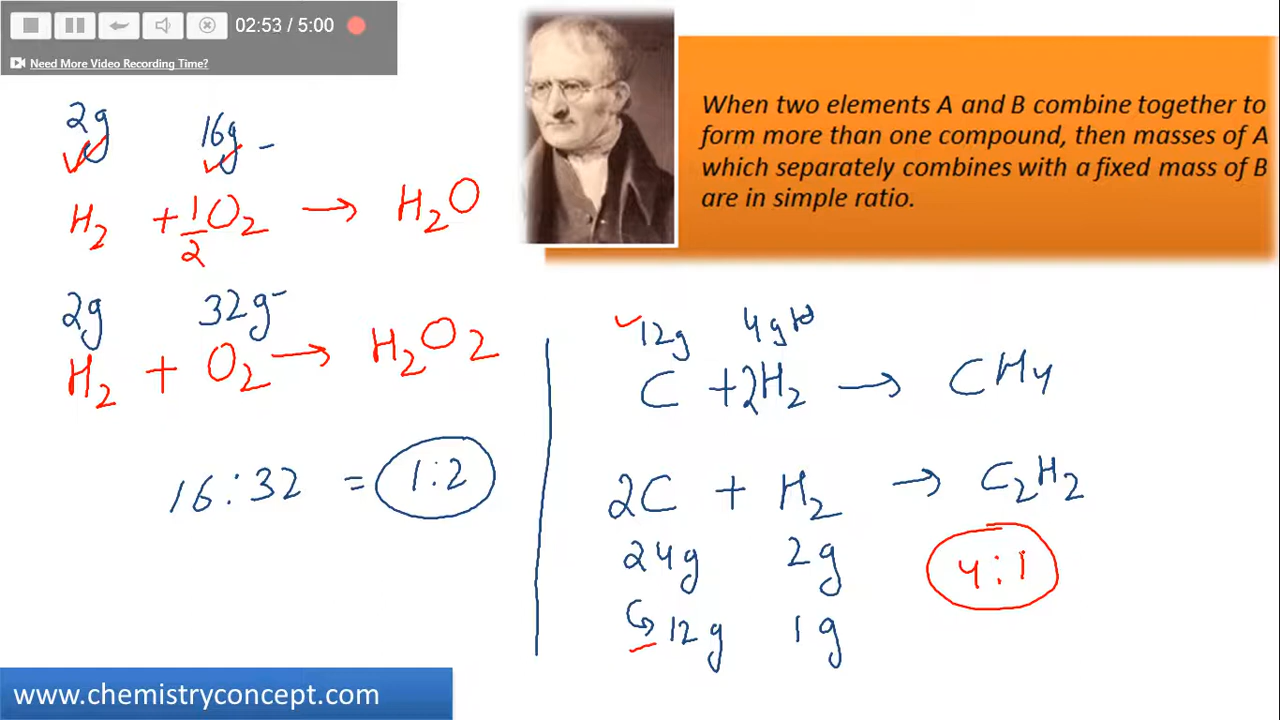 02:53 / 5:00
Need More Video Recording Time?
When two elements A and B combine together to
form more than one compound, then masses of A
which separately combines with a fixed mass of B
are in simple ratio.
2g 16g -
H₂ + 1/2 O₂ → H₂O
2g 32g -
H₂ + O₂ → H₂O₂
16:32 = 1:2
12g 4g
C + 2H₂ → CH₄
2C + H₂ → C₂H₂
24g 2g
4:1
12g 1g
www.chemistryconcept.com